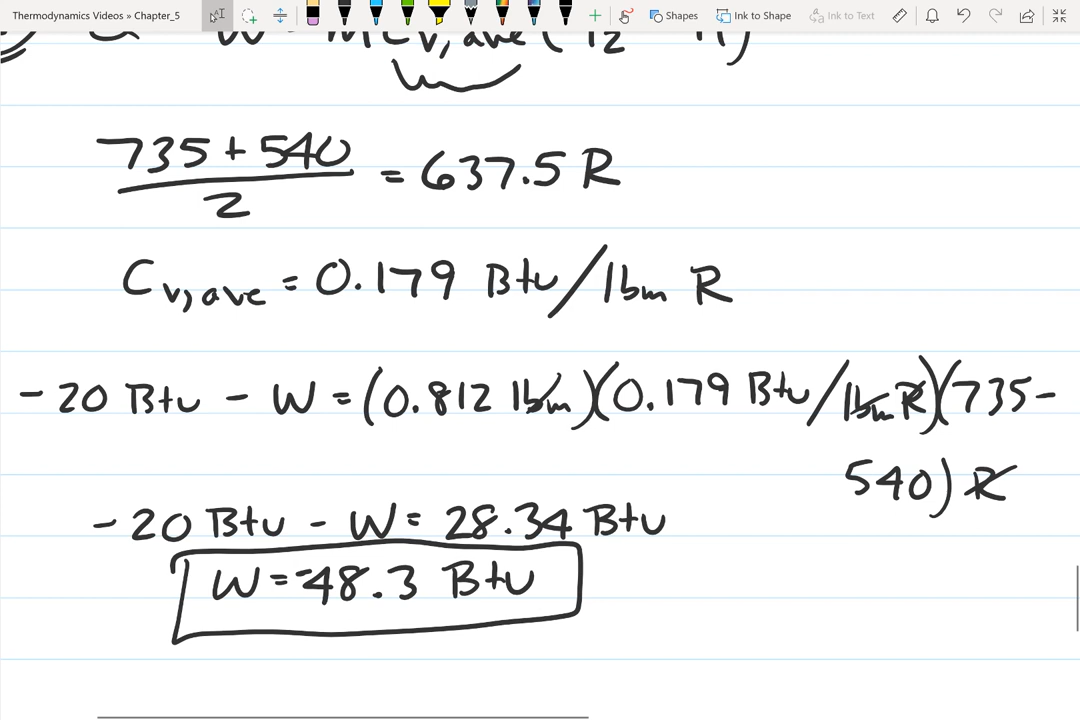 Thermodynamics Videos » Chapter_5
Shapes
Ink to Shape
Ink to Text
735 + 540
2
= 637.5 R
Cv, ave = 0.179 Btu/lbm R
- 20 Btu - W = (0.812 lbm)(0.179 Btu/lbm R)(735 -
540) R
- 20 Btu - W = 28.34 Btu
W = -48.3 Btu